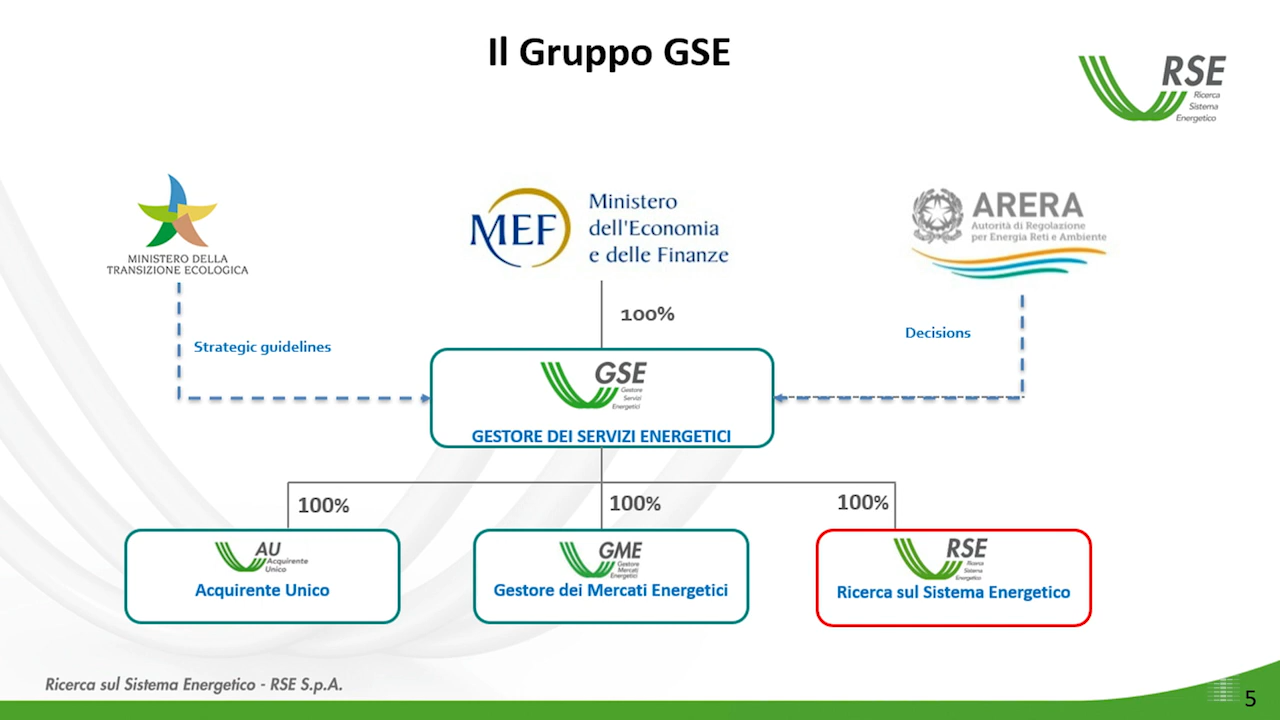 Il Gruppo GSE
RSE
Ricerca
Sistema
Energetico
MINISTERO DELLA
TRANSIZIONE ECOLOGICA
MEF
Ministero
dell'Economia
e delle Finanze
ARERA
Autorità di Regolazione
per Energia Reti e Ambiente
100%
Strategic guidelines
Decisions
GSE
Gestore
Servizi
Energetici
GESTORE DEI SERVIZI ENERGETICI
100%
100%
100%
AU
Acquirente
Unico
Acquirente Unico
GME
Gestore
Mercati
Energetici
Gestore dei Mercati Energetici
RSE
Ricerca
Sistema
Energetico
Ricerca sul Sistema Energetico
Ricerca sul Sistema Energetico - RSE S.p.A.
5